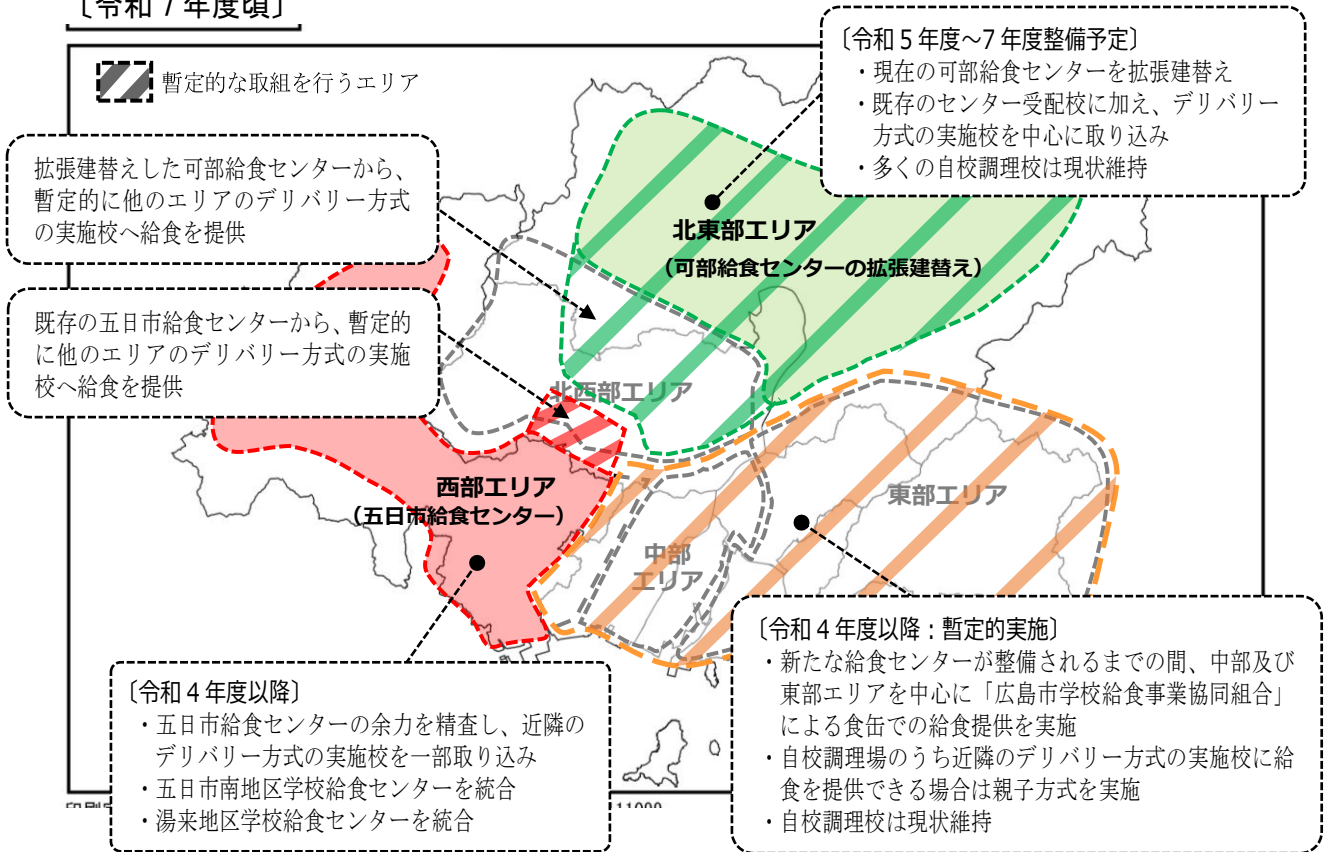 〔令和７年度頃〕
暫定的な取組を行うエリア
〔令和５年度～７年度整備予定〕
・現在の可部給食センターを拡張建替え
・既存のセンター受配校に加え、デリバリー
方式の実施校を中心に取り込み
・多くの自校調理校は現状維持
拡張建替えした可部給食センターから、
暫定的に他のエリアのデリバリー方式
の実施校へ給食を提供
北東部エリア
（可部給食センターの拡張建替え）
既存の五日市給食センターから、暫定的
に他のエリアのデリバリー方式の実施
校へ給食を提供
北西部エリア
西部エリア
（五日市給食センター）
東部エリア
中部
エリア
〔令和４年度以降〕
・五日市給食センターの余力を精査し、近隣の
デリバリー方式の実施校を一部取り込み
・五日市南地区学校給食センターを統合
・湯来地区学校給食センターを統合
〔令和４年度以降：暫定的実施〕
・新たな給食センターが整備されるまでの間、中部及び
東部エリアを中心に「広島市学校給食事業協同組合」
による食缶での給食提供を実施
・自校調理場のうち近隣のデリバリー方式の実施校に給
食を提供できる場合は親子方式を実施
・自校調理校は現状維持